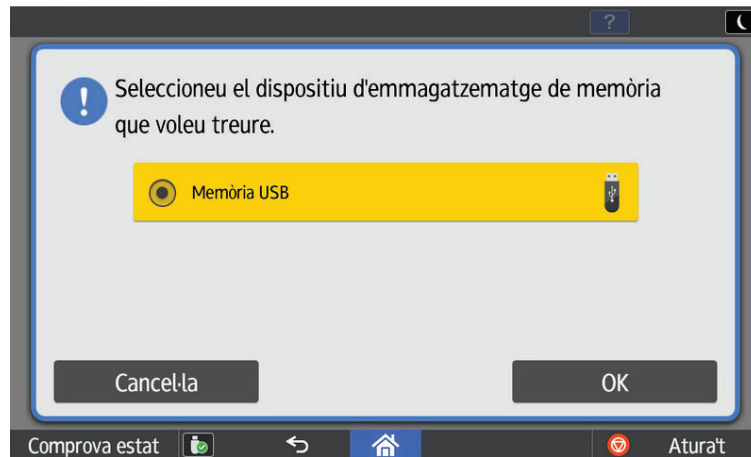 ?
!
Seleccioneu el dispositiu d'emmagatzematge de memòria
que voleu treure.
Memòria USB
Cancel·la
OK
Comprova estat
Atura't